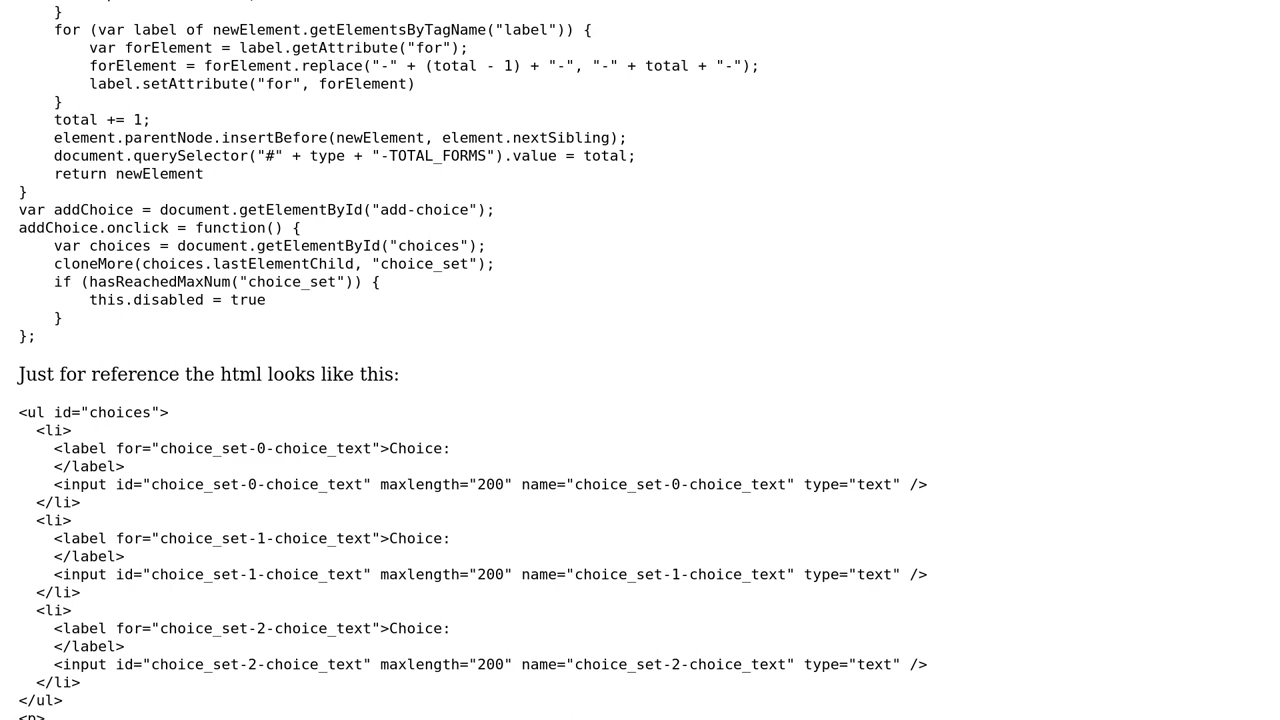 }
    for (var label of newElement.getElementsByTagName("label")) {
        var forElement = label.getAttribute("for");
        forElement = forElement.replace("-" + (total - 1) + "-", "-" + total + "-");
        label.setAttribute("for", forElement)
    }
    total += 1;
    element.parentNode.insertBefore(newElement, element.nextSibling);
    document.querySelector("#" + type + "-TOTAL_FORMS").value = total;
    return newElement
}
var addChoice = document.getElementById("add-choice");
addChoice.onclick = function() {
    var choices = document.getElementById("choices");
    cloneMore(choices.lastElementChild, "choice_set");
    if (hasReachedMaxNum("choice_set")) {
        this.disabled = true
    }
};
Just for reference the html looks like this:
<ul id="choices">
  <li>
    <label for="choice_set-0-choice_text">Choice:
    </label>
    <input id="choice_set-0-choice_text" maxlength="200" name="choice_set-0-choice_text" type="text" />
  </li>
  <li>
    <label for="choice_set-1-choice_text">Choice:
    </label>
    <input id="choice_set-1-choice_text" maxlength="200" name="choice_set-1-choice_text" type="text" />
  </li>
  <li>
    <label for="choice_set-2-choice_text">Choice:
    </label>
    <input id="choice_set-2-choice_text" maxlength="200" name="choice_set-2-choice_text" type="text" />
  </li>
</ul>
<p>